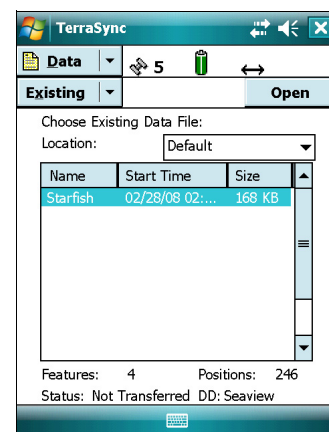 TerraSync
Data 5
Existing Open
Choose Existing Data File:
Location: Default
Name Start Time Size
Starfish 02/28/08 02:... 168 KB
Features: 4 Positions: 246
Status: Not Transferred DD: Seaview